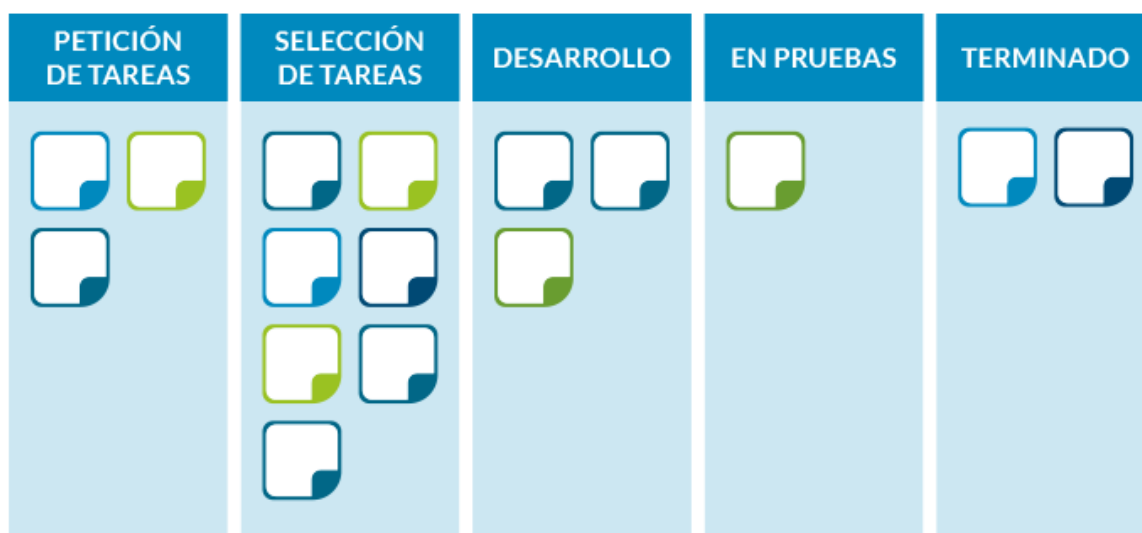 PETICIÓN
DE TAREAS
SELECCIÓN
DE TAREAS
DESARROLLO
EN PRUEBAS
TERMINADO